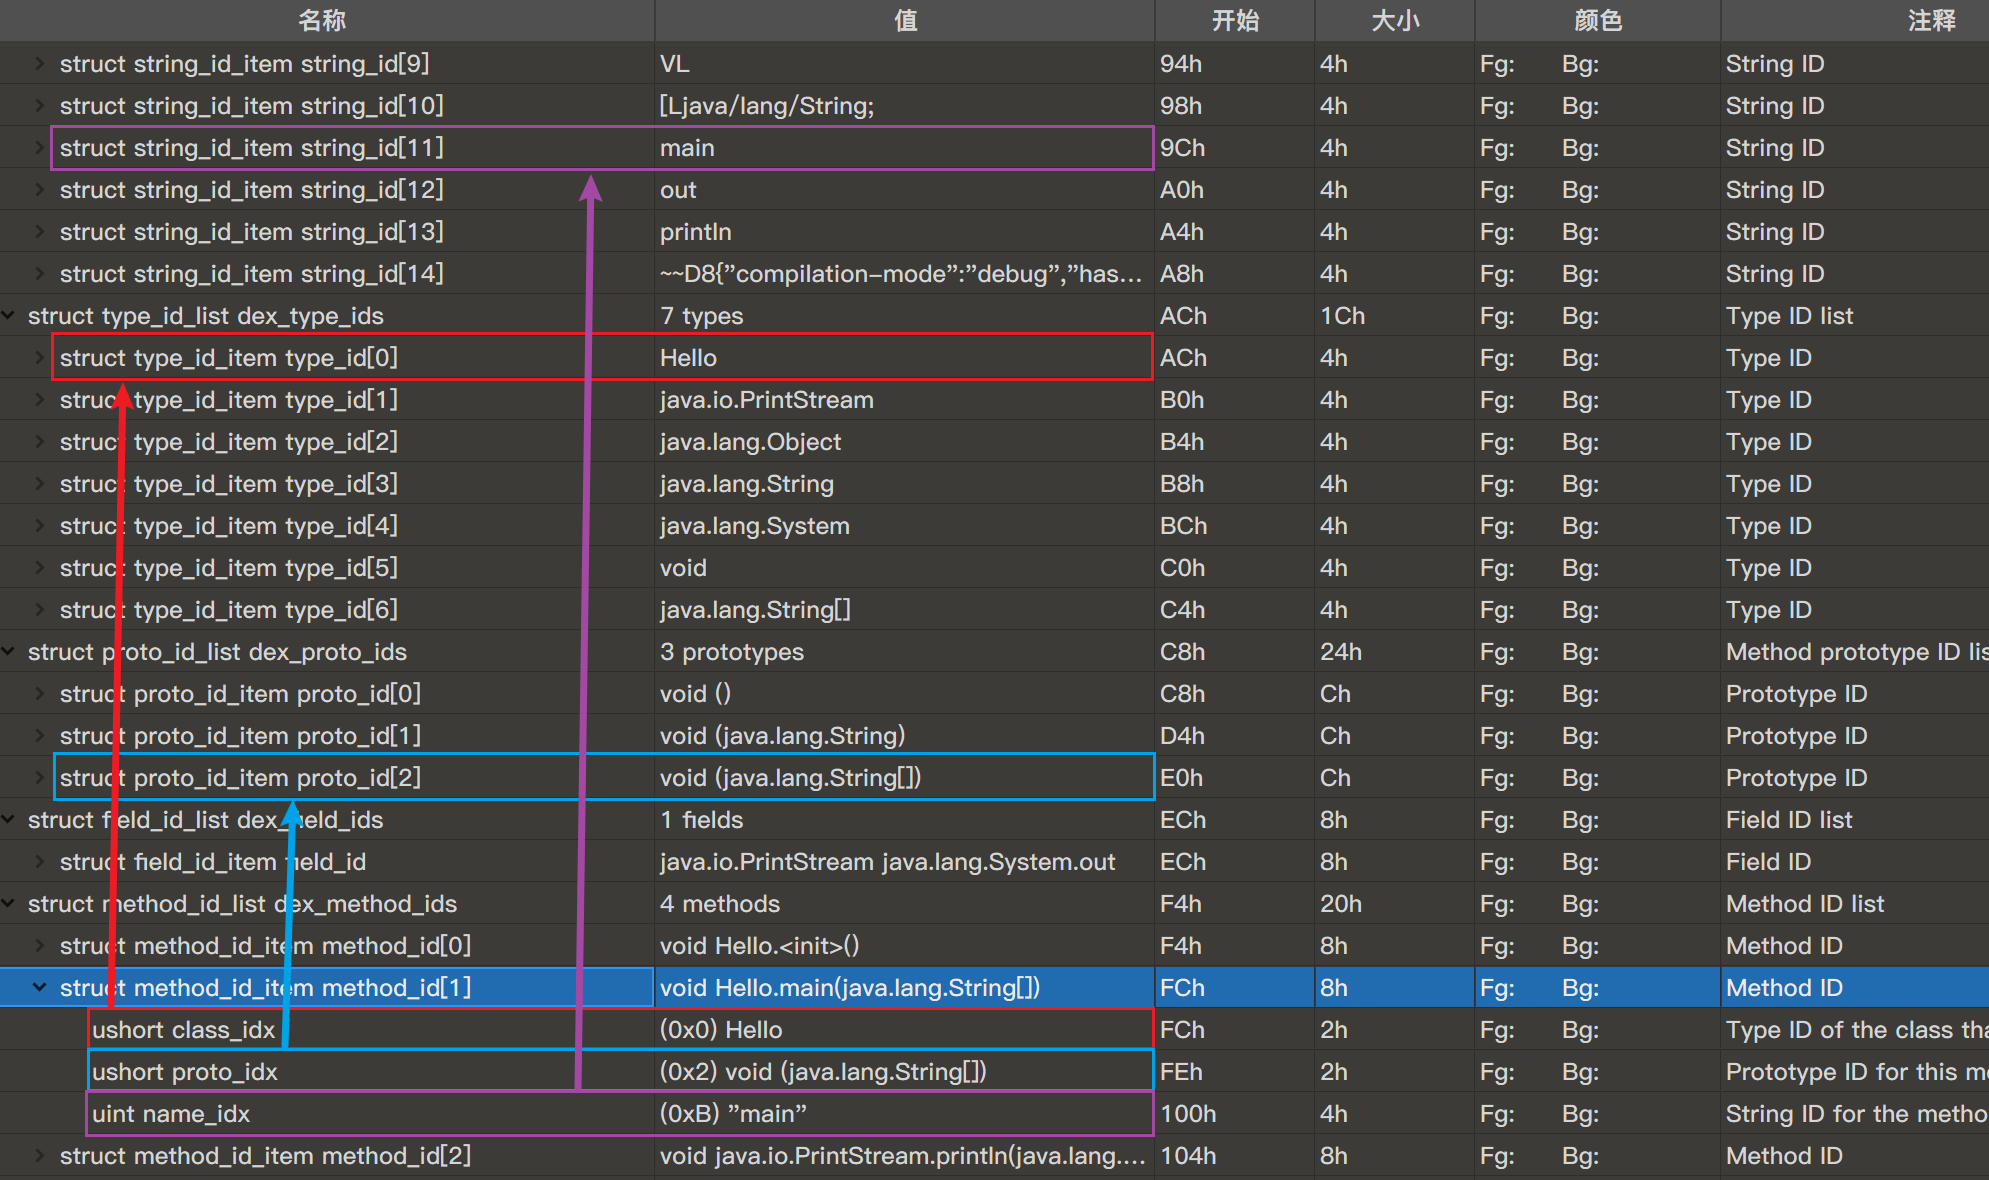 名称 值 开始 大小 颜色 注释
struct string_id_item string_id[9] VL 94h 4h Fg: Bg: String ID
struct string_id_item string_id[10] [Ljava/lang/String; 98h 4h Fg: Bg: String ID
struct string_id_item string_id[11] main 9Ch 4h Fg: Bg: String ID
struct string_id_item string_id[12] out A0h 4h Fg: Bg: String ID
struct string_id_item string_id[13] println A4h 4h Fg: Bg: String ID
struct string_id_item string_id[14] ~~D8{"compilation-mode":"debug","has... A8h 4h Fg: Bg: String ID
struct type_id_list dex_type_ids 7 types ACh 1Ch Fg: Bg: Type ID list
struct type_id_item type_id[0] Hello ACh 4h Fg: Bg: Type ID
struct type_id_item type_id[1] java.io.PrintStream B0h 4h Fg: Bg: Type ID
struct type_id_item type_id[2] java.lang.Object B4h 4h Fg: Bg: Type ID
struct type_id_item type_id[3] java.lang.String B8h 4h Fg: Bg: Type ID
struct type_id_item type_id[4] java.lang.System BCh 4h Fg: Bg: Type ID
struct type_id_item type_id[5] void C0h 4h Fg: Bg: Type ID
struct type_id_item type_id[6] java.lang.String[] C4h 4h Fg: Bg: Type ID
struct proto_id_list dex_proto_ids 3 prototypes C8h 24h Fg: Bg: Method prototype ID lis
struct proto_id_item proto_id[0] void () C8h Ch Fg: Bg: Prototype ID
struct proto_id_item proto_id[1] void (java.lang.String) D4h Ch Fg: Bg: Prototype ID
struct proto_id_item proto_id[2] void (java.lang.String[]) E0h Ch Fg: Bg: Prototype ID
struct field_id_list dex_field_ids 1 fields ECh 8h Fg: Bg: Field ID list
struct field_id_item field_id java.io.PrintStream java.lang.System.out ECh 8h Fg: Bg: Field ID
struct method_id_list dex_method_ids 4 methods F4h 20h Fg: Bg: Method ID list
struct method_id_item method_id[0] void Hello.<init>() F4h 8h Fg: Bg: Method ID
struct method_id_item method_id[1] void Hello.main(java.lang.String[]) FCh 8h Fg: Bg: Method ID
ushort class_idx (0x0) Hello FCh 2h Fg: Bg: Type ID of the class tha
ushort proto_idx (0x2) void (java.lang.String[]) FEh 2h Fg: Bg: Prototype ID for this me
uint name_idx (0xB) "main" 100h 4h Fg: Bg: String ID for the metho
struct method_id_item method_id[2] void java.io.PrintStream.println(java.lang.... 104h 8h Fg: Bg: Method ID